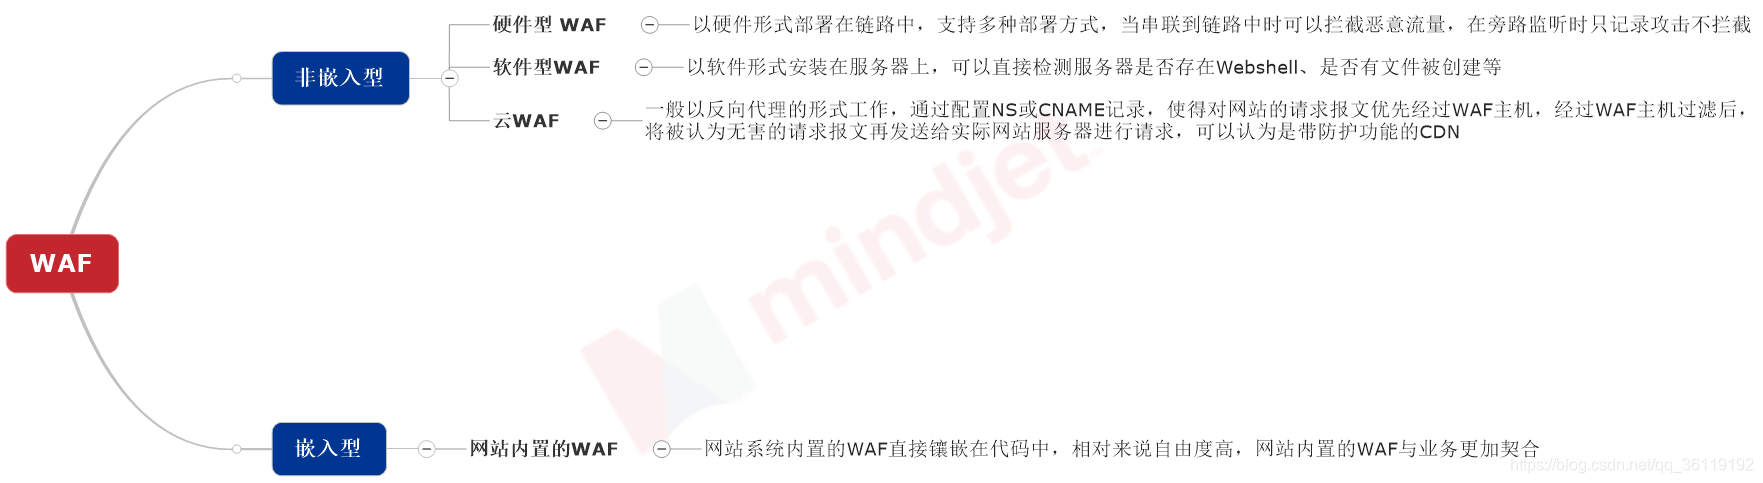 硬件型 WAF
以硬件形式部署在链路中，支持多种部署方式，当串联到链路中时可以拦截恶意流量，在旁路监听时只记录攻击不拦截
非嵌入型
软件型WAF
以软件形式安装在服务器上，可以直接检测服务器是否存在Webshell、是否有文件被创建等
云WAF
一般以反向代理的形式工作，通过配置NS或CNAME记录，使得对网站的请求报文优先经过WAF主机，经过WAF主机过滤后，
将被认为无害的请求报文再发送给实际网站服务器进行请求，可以认为是带防护功能的CDN
WAF
mindjet
嵌入型
网站内置的WAF
网站系统内置的WAF直接镶嵌在代码中，相对来说自由度高，网站内置的WAF与业务更加契合
https://blog.csdn.net/qq_36119192